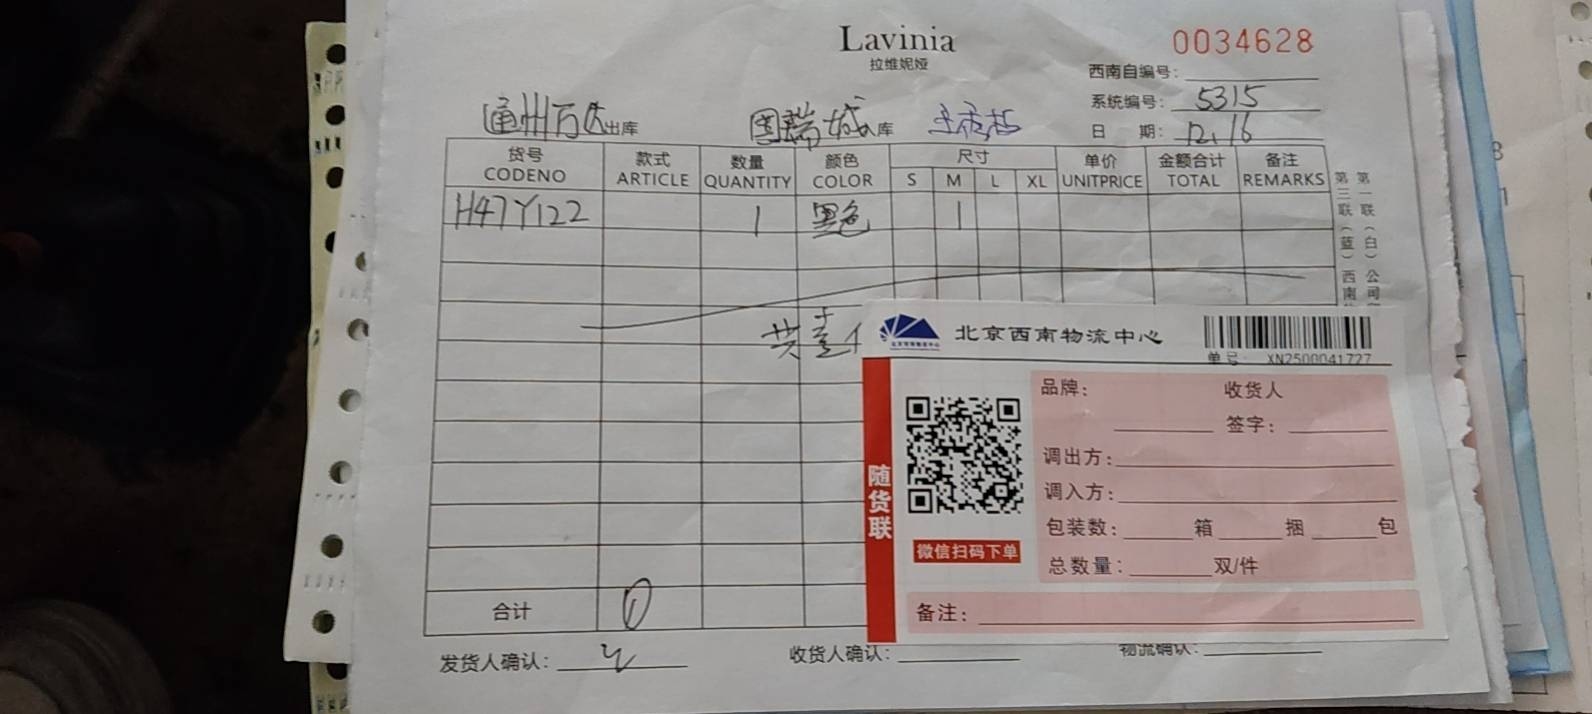 Lavinia
拉维妮娅
0034628
西南自编号:
系统编号: 5315
日 期: 12.16
通州万达出库 国瑞城入库
货号 款式 数量 颜色 尺寸 单价 金额合计 备注
CODENO ARTICLE QUANTITY COLOR S M L XL UNITPRICE TOTAL REMARKS
H47Y122 1 黑色 1
共壹件
合计 ①
发货人确认: 收货人确认: 物流确认:
第一联(白)公司
第三联(蓝)西南
北京西南物流中心
单号: XN2500041727
随货联
微信扫码下单
品牌: 收货人
签字:
调出方:
调入方:
包装数: 箱 捆 包
总数量: 双/件
备注: